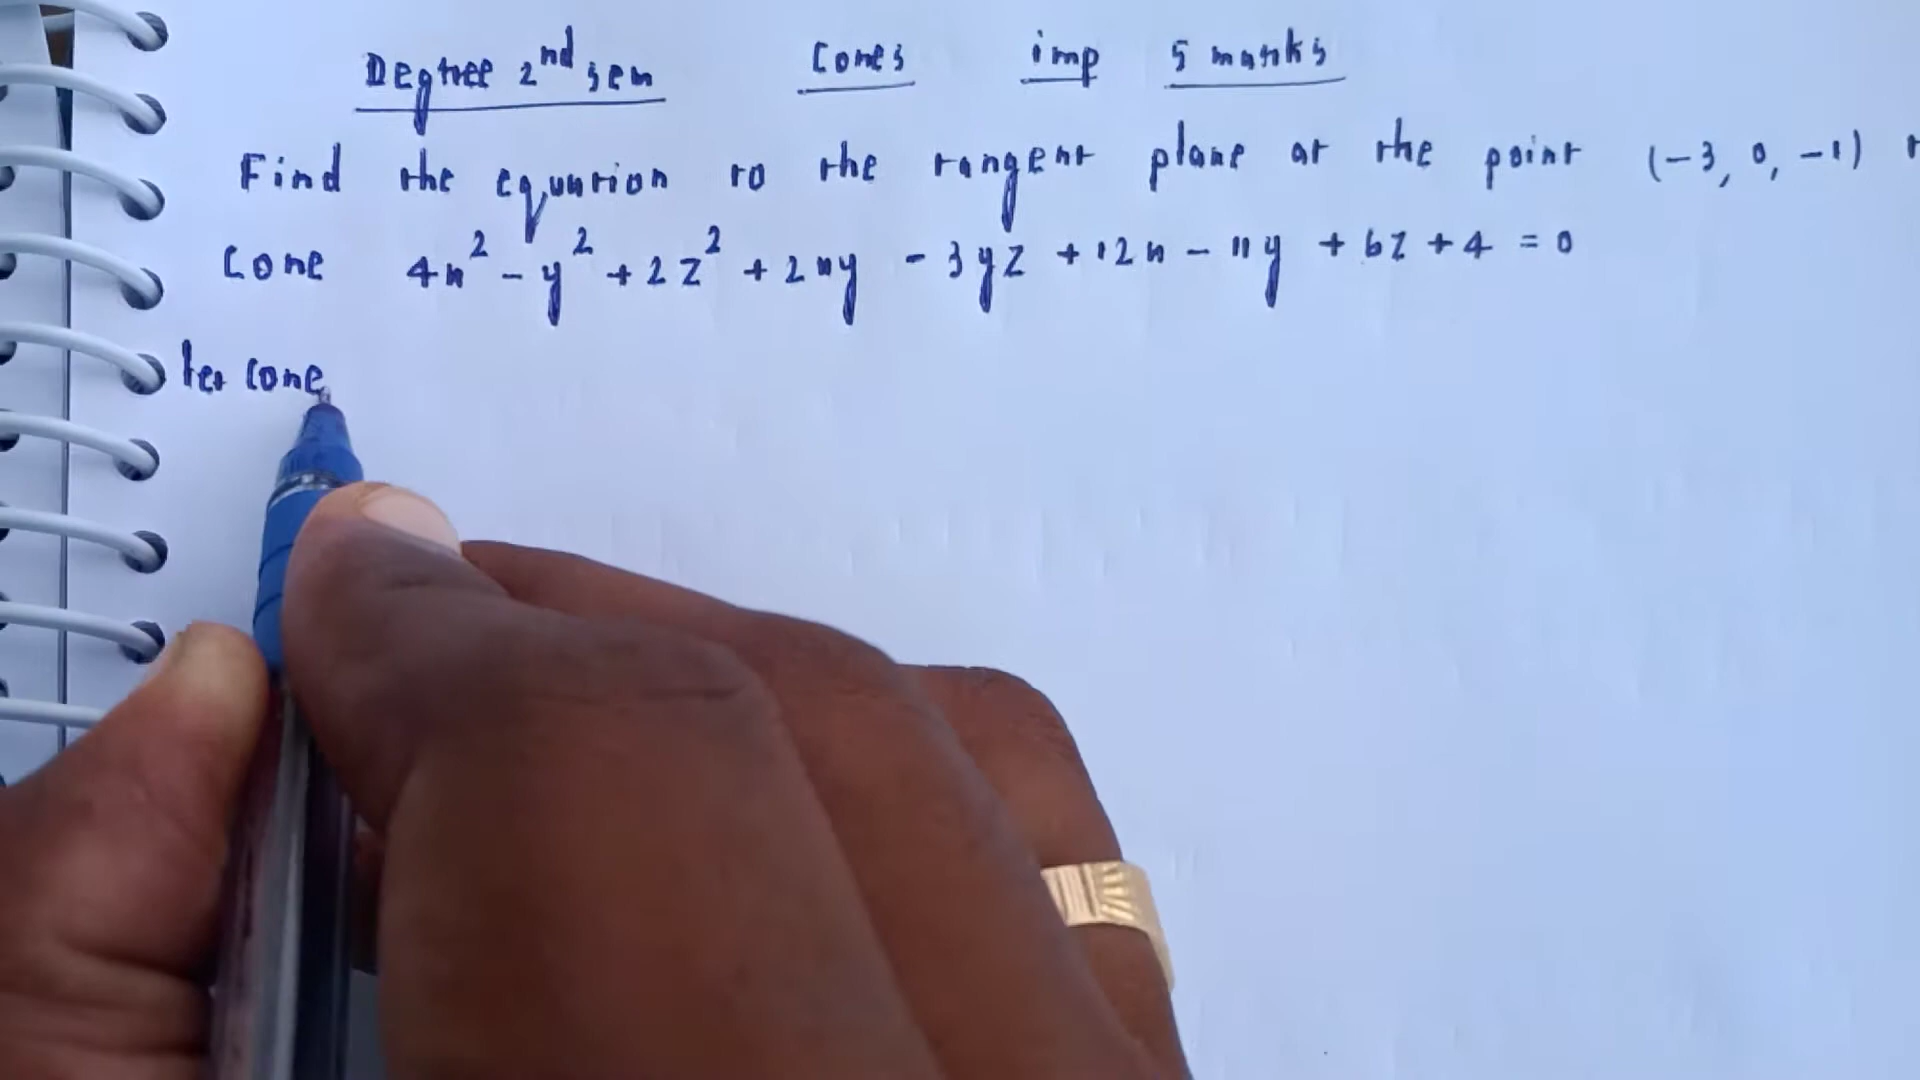 Degree 2nd sem Cones imp 5 marks
Find the equation to the tangent plane at the point (-3, 0, -1) t
Cone 4x² - y² + 2z² + 2xy - 3yz + 12x - 11y + 6z + 4 = 0
let cone